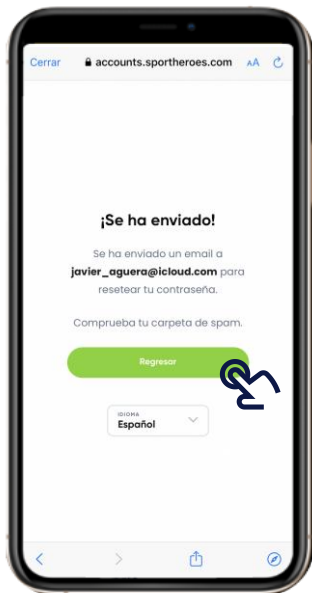 Cerrar accounts.sportheroes.com AA
¡Se ha enviado!
Se ha enviado un email a
javier_aguera@icloud.com para
resetear tu contraseña.
Comprueba tu carpeta de spam.
Regresar
IDIOMA
Español